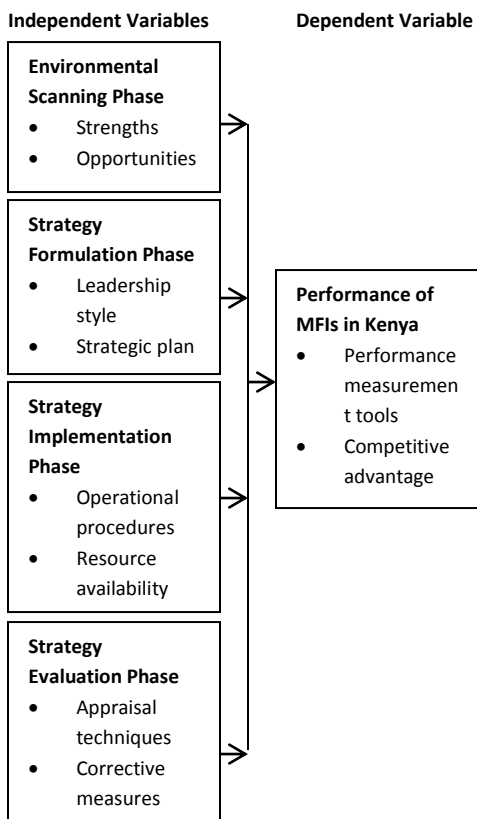 Independent Variables
Dependent Variable
Environmental
Scanning Phase
• Strengths
• Opportunities
Strategy
Formulation Phase
• Leadership
style
• Strategic plan
Strategy
Implementation
Phase
• Operational
procedures
• Resource
availability
Strategy
Evaluation Phase
• Appraisal
techniques
• Corrective
measures
Performance of
MFIs in Kenya
• Performance
measuremen
t tools
• Competitive
advantage